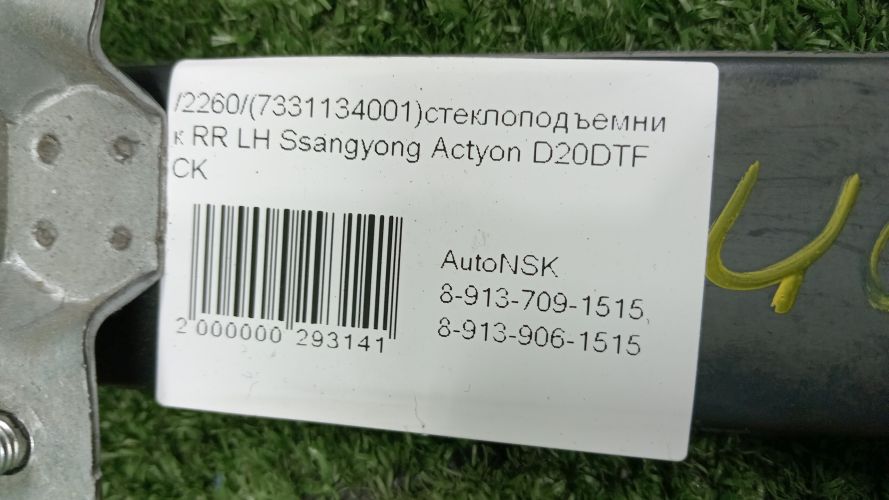 /2260/(7331134001)стеклоподъемни
к RR LH Ssangyong Actyon D20DTF
CK
AutoNSK
8-913-709-1515,
8-913-906-1515
2 000000 293141